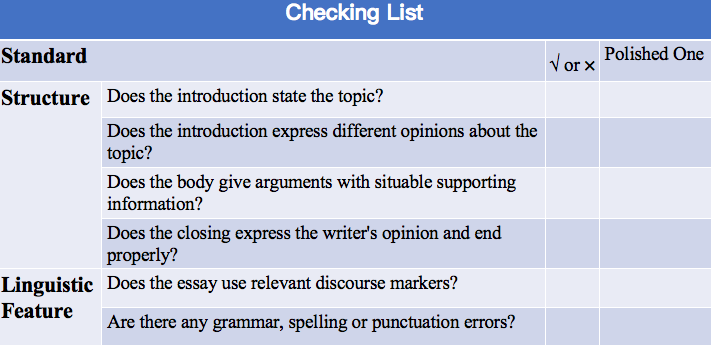 Checking List
Standard
√ or ×
Polished One
Structure
Does the introduction state the topic?
Does the introduction express different opinions about the
topic?
Does the body give arguments with situable supporting
information?
Does the closing express the writer's opinion and end
properly?
Linguistic
Feature
Does the essay use relevant discourse markers?
Are there any grammar, spelling or punctuation errors?